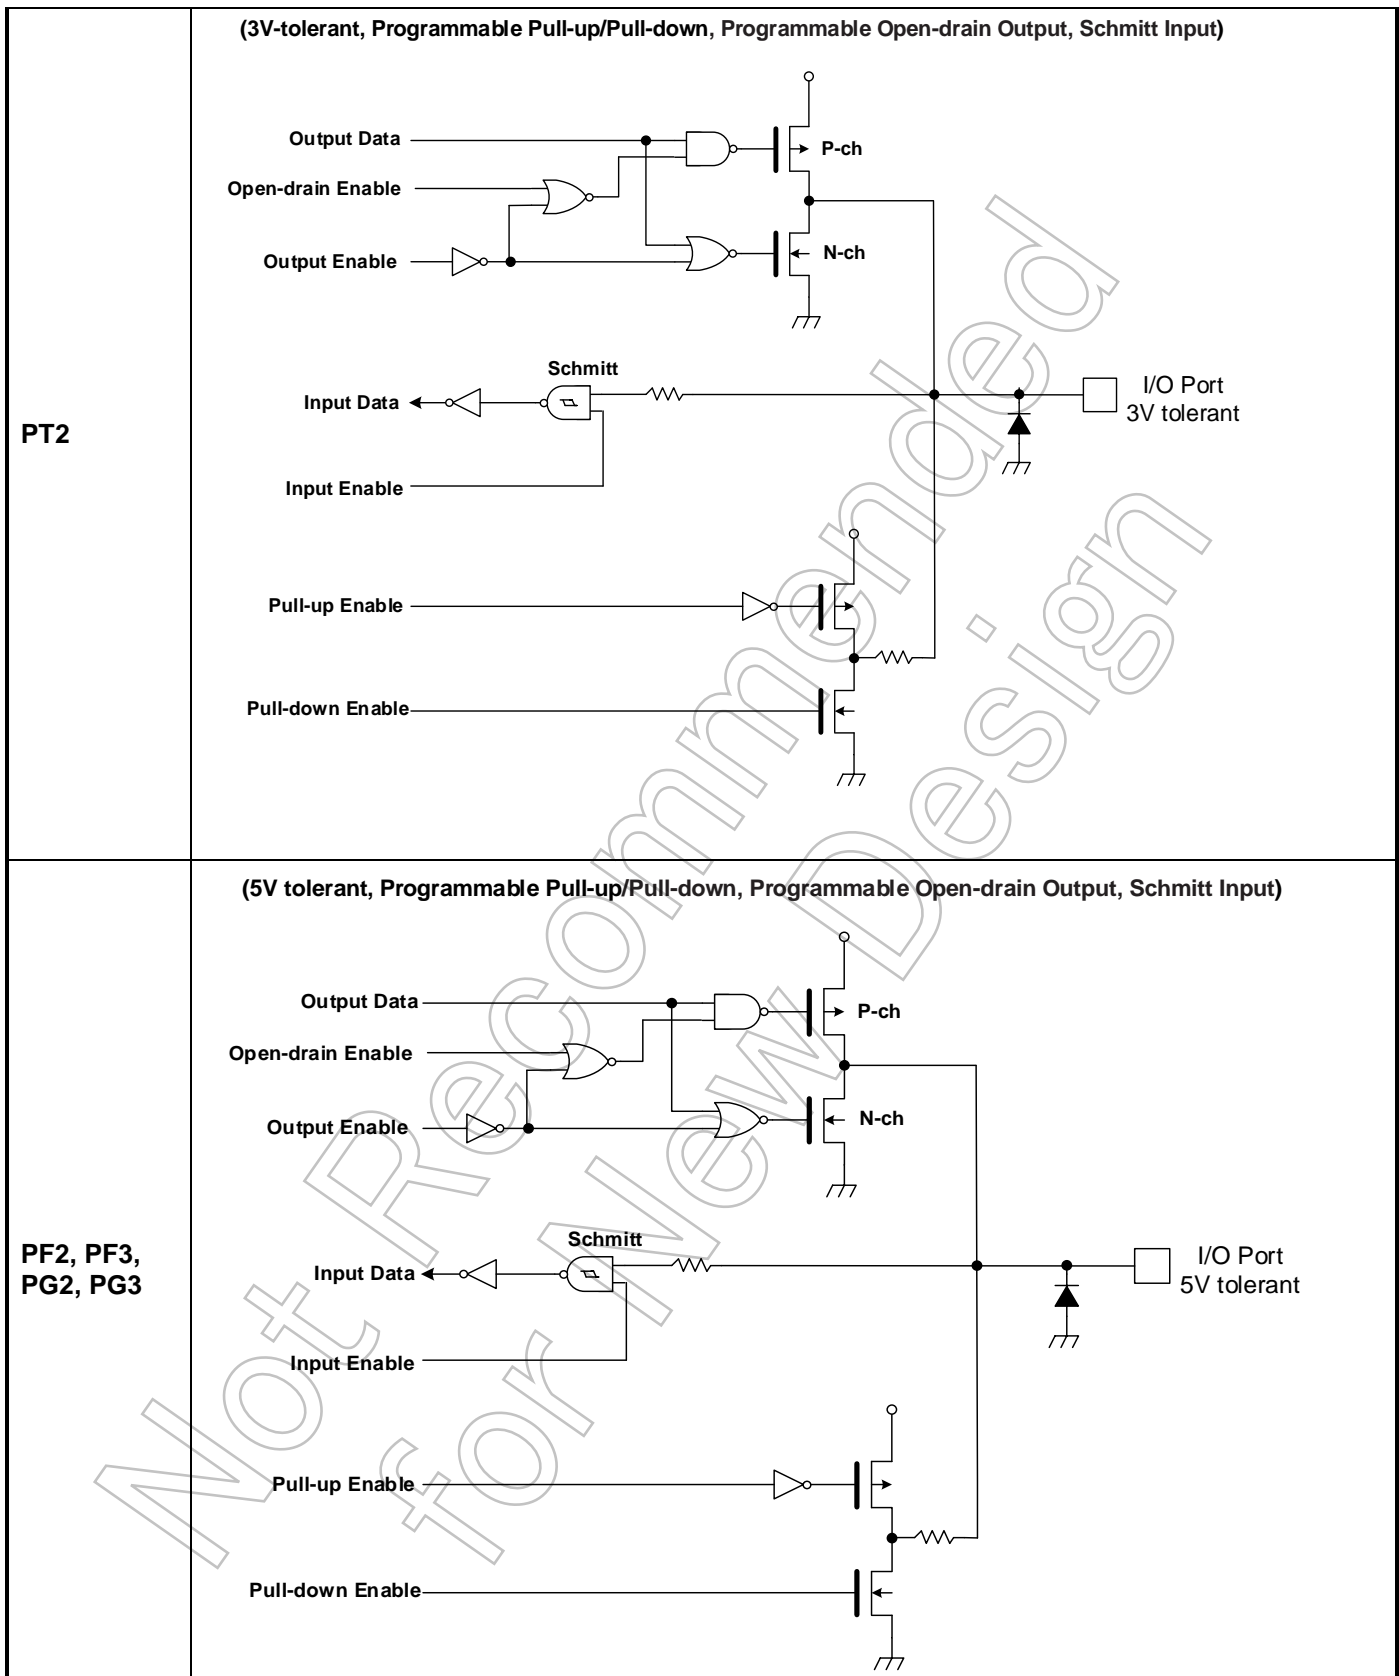 (3V-tolerant, Programmable Pull-up/Pull-down, Programmable Open-drain Output, Schmitt Input)
Output Data
P-ch
Open-drain Enable
Output Enable
N-ch
Schmitt
Input Data
I/O Port
3V tolerant
PT2
Input Enable
Pull-up Enable
Pull-down Enable
(5V tolerant, Programmable Pull-up/Pull-down, Programmable Open-drain Output, Schmitt Input)
Output Data
P-ch
Open-drain Enable
Output Enable
N-ch
Schmitt
Input Data
I/O Port
5V tolerant
PF2, PF3,
PG2, PG3
Input Enable
Pull-up Enable
Pull-down Enable
Not Recommended
for New Design